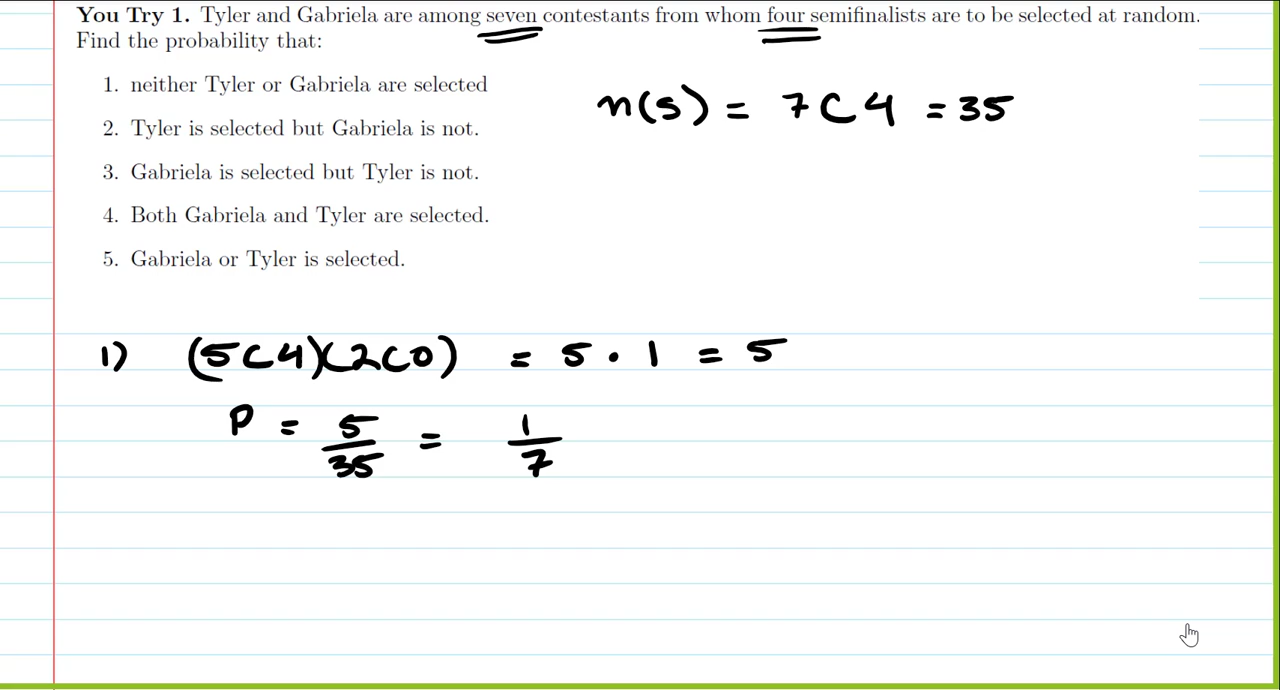 You Try 1. Tyler and Gabriela are among seven contestants from whom four semifinalists are to be selected at random.
Find the probability that:
1. neither Tyler or Gabriela are selected
2. Tyler is selected but Gabriela is not.
3. Gabriela is selected but Tyler is not.
4. Both Gabriela and Tyler are selected.
5. Gabriela or Tyler is selected.
n(s) = 7C4 = 35
1) (5C4)(2C0) = 5 · 1 = 5
P = 5/35 = 1/7